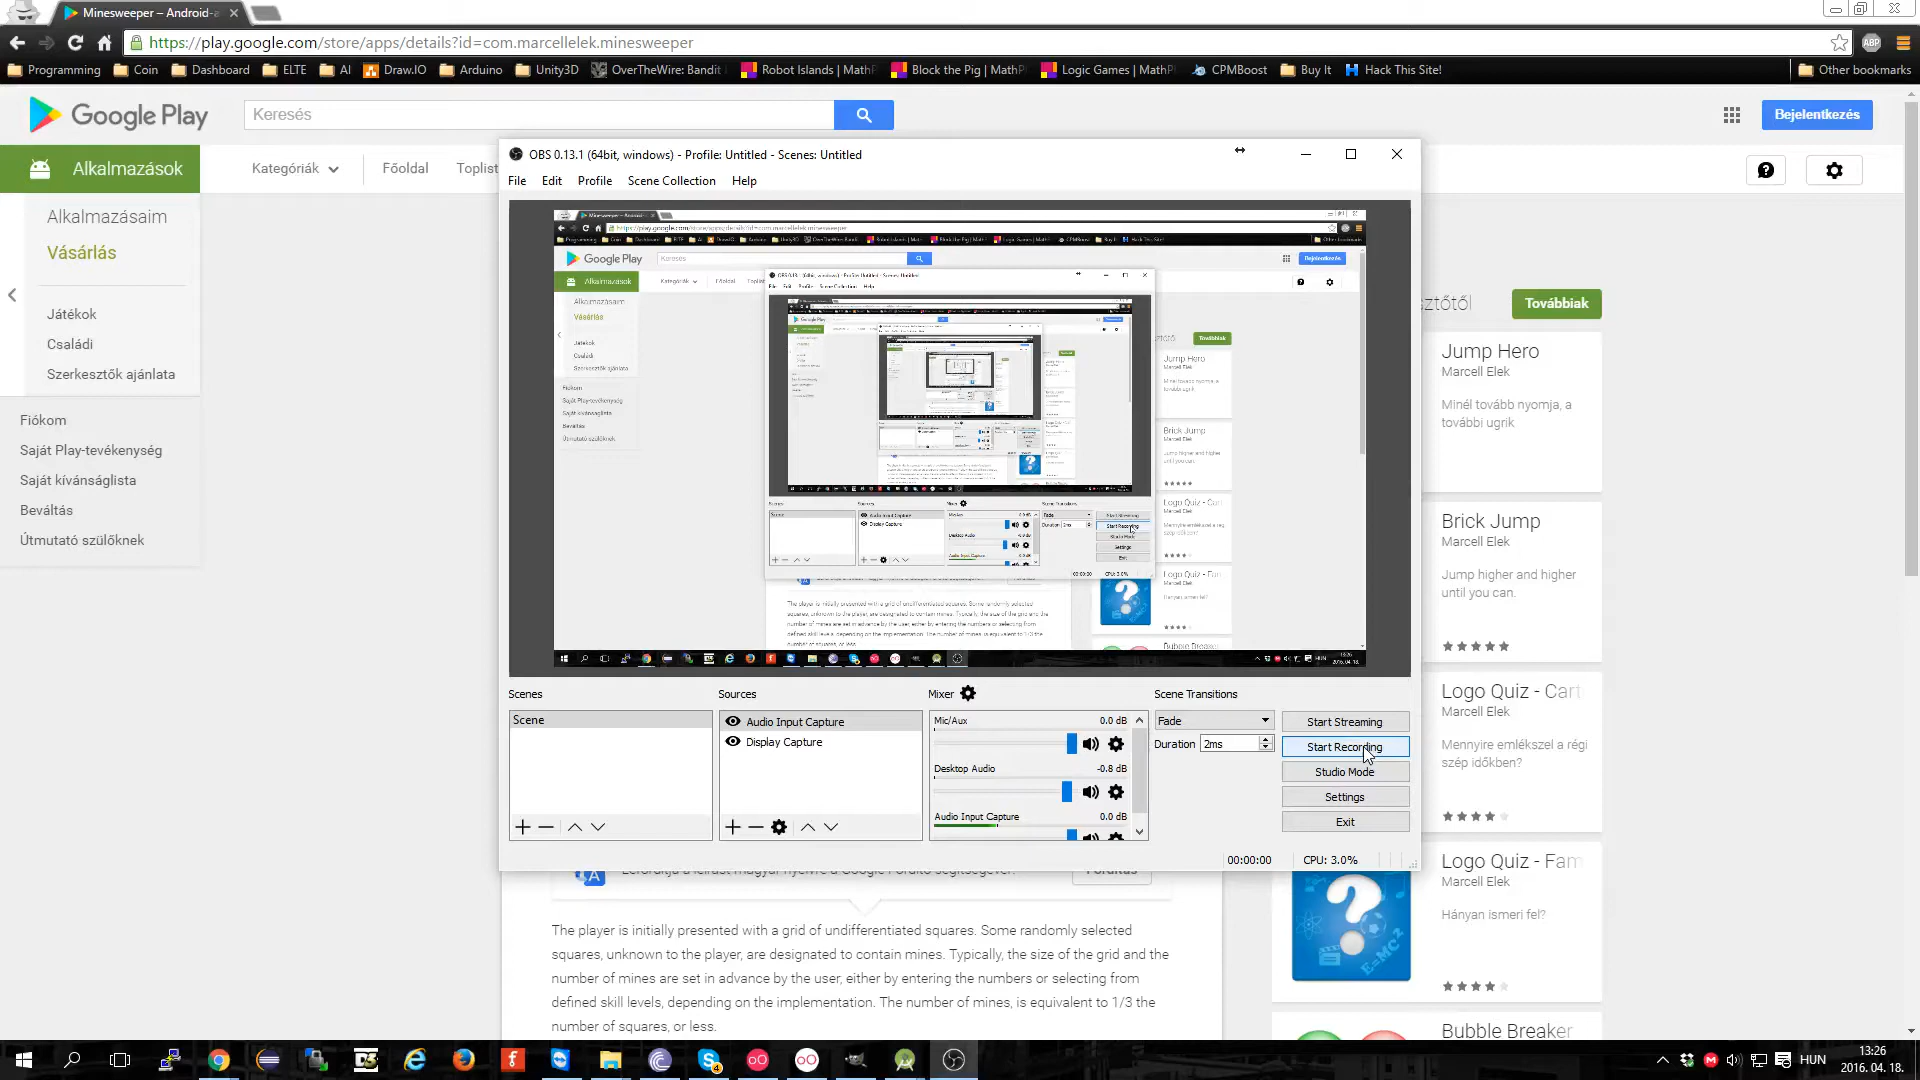 Minesweeper – Android-a
https://play.google.com/store/apps/details?id=com.marcellelek.minesweeper
ABP
Programming
Coin
Dashboard
ELTE
AI
Draw.IO
Arduino
Unity3D
OverTheWire: Bandit
Robot Islands | MathP
Block the Pig | MathP
Logic Games | MathP
CPMBoost
Buy It
Hack This Site!
Other bookmarks
Google Play
Keresés
Bejelentkezés
Alkalmazások
Kategóriák
Főoldal
Toplist
Alkalmazásaim
Vásárlás
Játékok
Családi
Szerkesztők ajánlata
Fiókom
Saját Play-tevékenység
Saját kívánságlista
Beváltás
Útmutató szülőknek
OBS 0.13.1 (64bit, windows) - Profile: Untitled - Scenes: Untitled
File
Edit
Profile
Scene Collection
Help
Scenes
Scene
Sources
Audio Input Capture
Display Capture
Mixer
Mic/Aux
0.0 dB
Desktop Audio
-0.8 dB
Audio Input Capture
0.0 dB
Scene Transitions
Fade
Duration
2ms
Start Streaming
Start Recording
Studio Mode
Settings
Exit
00:00:00
CPU: 3.0%
The player is initially presented with a grid of undifferentiated squares. Some randomly selected
squares, unknown to the player, are designated to contain mines. Typically, the size of the grid and the
number of mines are set in advance by the user, either by entering the numbers or selecting from
defined skill levels, depending on the implementation. The number of mines, is equivalent to 1/3 the
number of squares, or less.
Továbbiak
Jump Hero
Marcell Elek
Minél tovább nyomja, a
további ugrik
Brick Jump
Marcell Elek
Jump higher and higher
until you can.
Logo Quiz - Cart
Marcell Elek
Mennyire emlékszel a régi
szép időkben?
Logo Quiz - Fam
Marcell Elek
Hányan ismeri fel?
E=MC²
Bubble Breaker
HUN
13:26
2016. 04. 18.